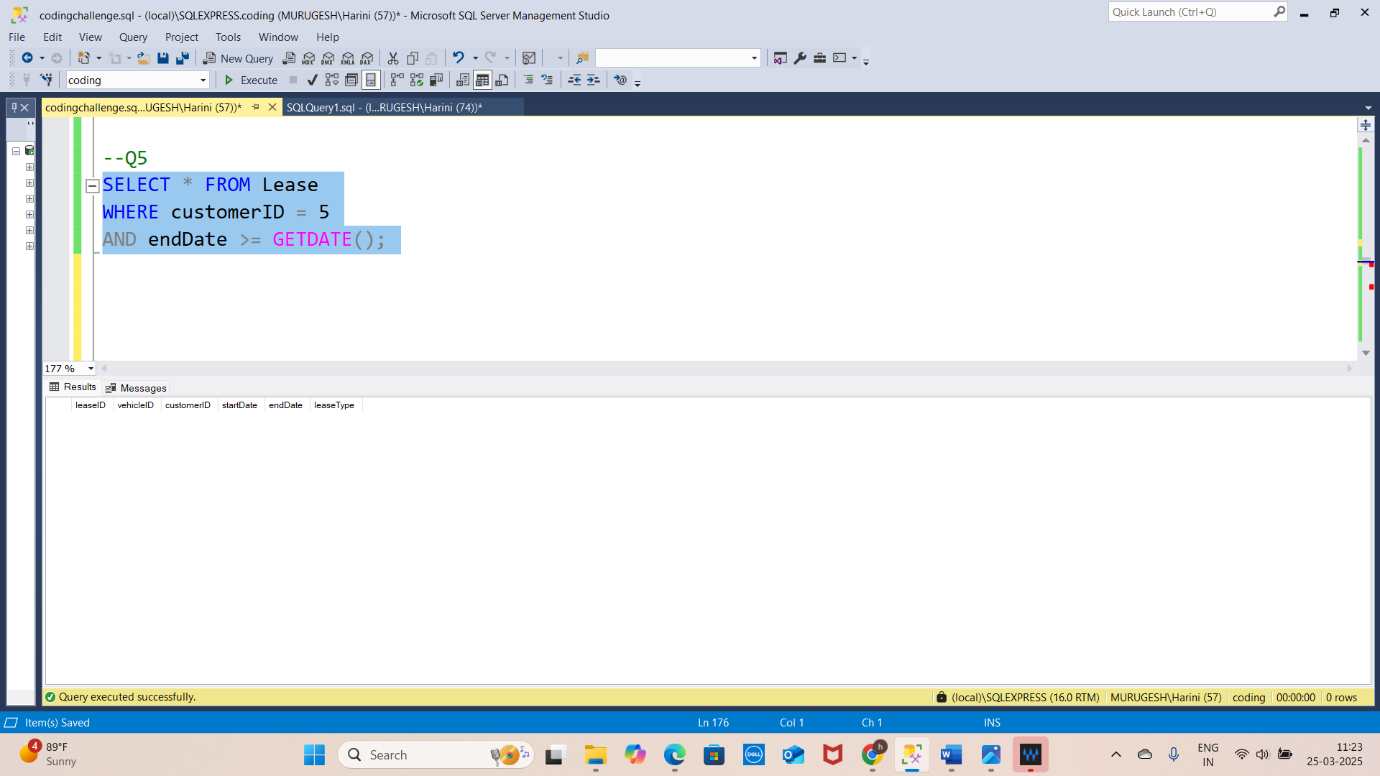 codingchallenge.sql - (local)\SQLEXPRESS.coding (MURUGESH\Harini (57))* - Microsoft SQL Server Management Studio
Quick Launch (Ctrl+Q)
File Edit View Query Project Tools Window Help
New Query
coding
Execute
codingchallenge.sq...UGESH\Harini (57))*
SQLQuery1.sql - (l...RUGESH\Harini (74))*
--Q5
SELECT * FROM Lease
WHERE customerID = 5
AND endDate >= GETDATE();
177 %
Results Messages
leaseID vehicleID customerID startDate endDate leaseType
Query executed successfully.
(local)\SQLEXPRESS (16.0 RTM) MURUGESH\Harini (57) coding 00:00:00 0 rows
Item(s) Saved
Ln 176 Col 1 Ch 1 INS
4
89°F
Sunny
Search
DELL
h
ENG
IN
11:23
25-03-2025